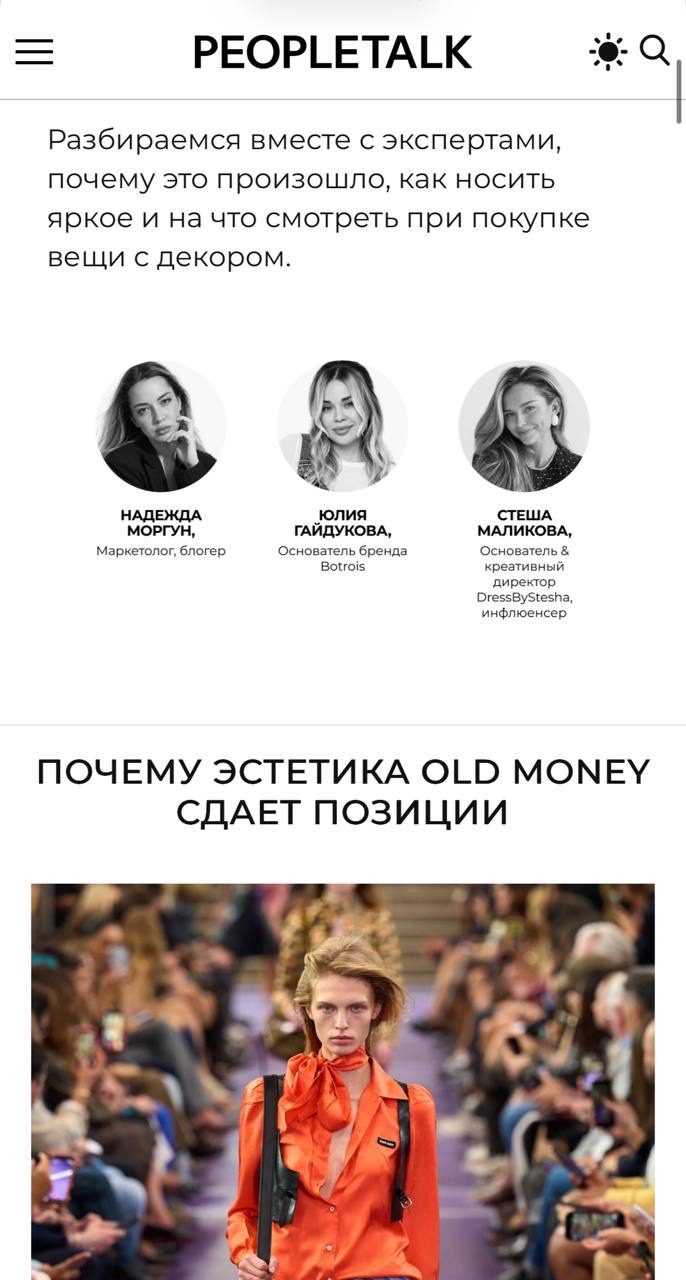 PEOPLETALK
Разбираемся вместе с экспертами,
почему это произошло, как носить
яркое и на что смотреть при покупке
вещи с декором.
НАДЕЖДА
МОРГУН,
Маркетолог, блогер
ЮЛИЯ
ГАЙДУКОВА,
Основатель бренда
Botrois
СТЕША
МАЛИКОВА,
Основатель &
креативный
директор
DressByStesha,
инфлюенсер
ПОЧЕМУ ЭСТЕТИКА OLD MONEY
СДАЕТ ПОЗИЦИИ